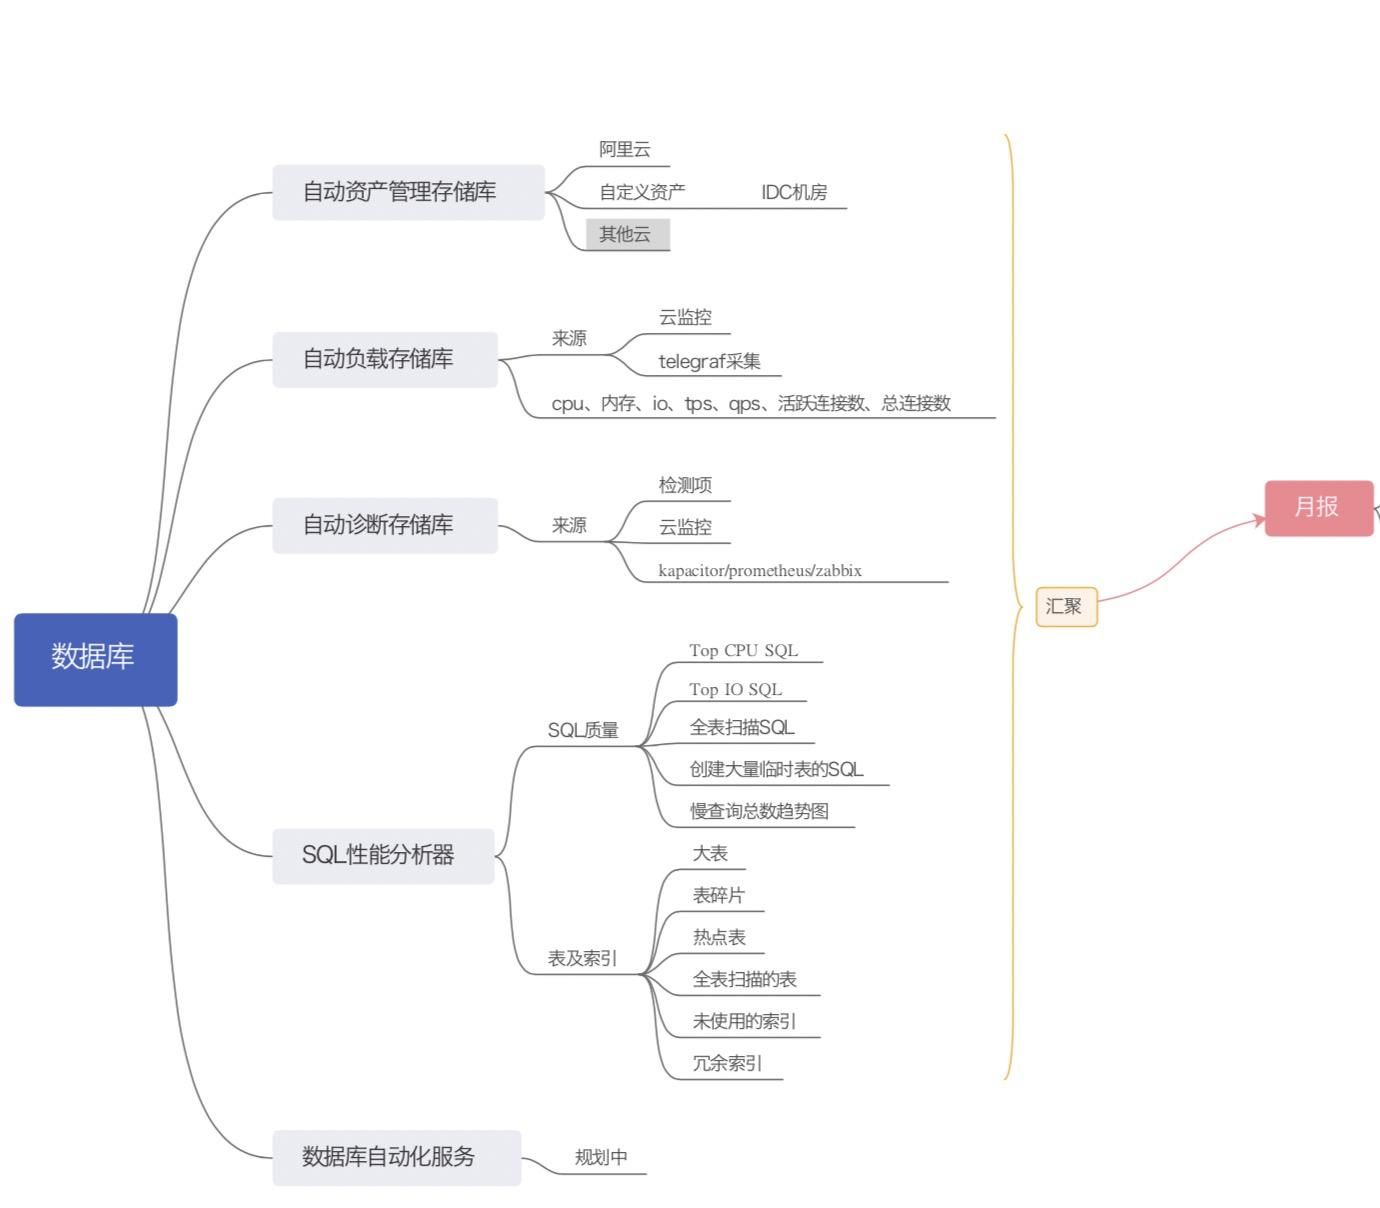 数据库
自动资产管理存储库
阿里云
自定义资产 IDC机房
其他云
自动负载存储库
来源
云监控
telegraf采集
cpu、内存、io、tps、qps、活跃连接数、总连接数
自动诊断存储库
来源
检测项
云监控
kapacitor/prometheus/zabbix
SQL性能分析器
SQL质量
Top CPU SQL
Top IO SQL
全表扫描SQL
创建大量临时表的SQL
慢查询总数趋势图
表及索引
大表
表碎片
热点表
全表扫描的表
未使用的索引
冗余索引
数据库自动化服务
规划中
汇聚
月报